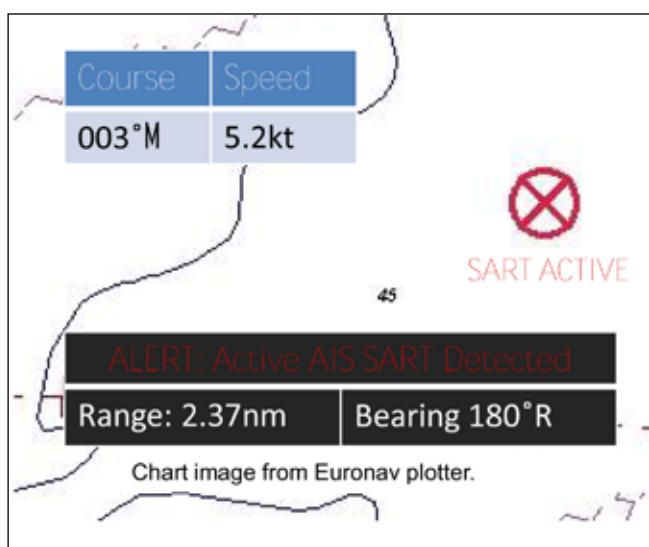 Course Speed
003°M 5.2kt
SART ACTIVE
45
ALERT: Active AIS SART Detected
Range: 2.37nm Bearing 180°R
Chart image from Euronav plotter.